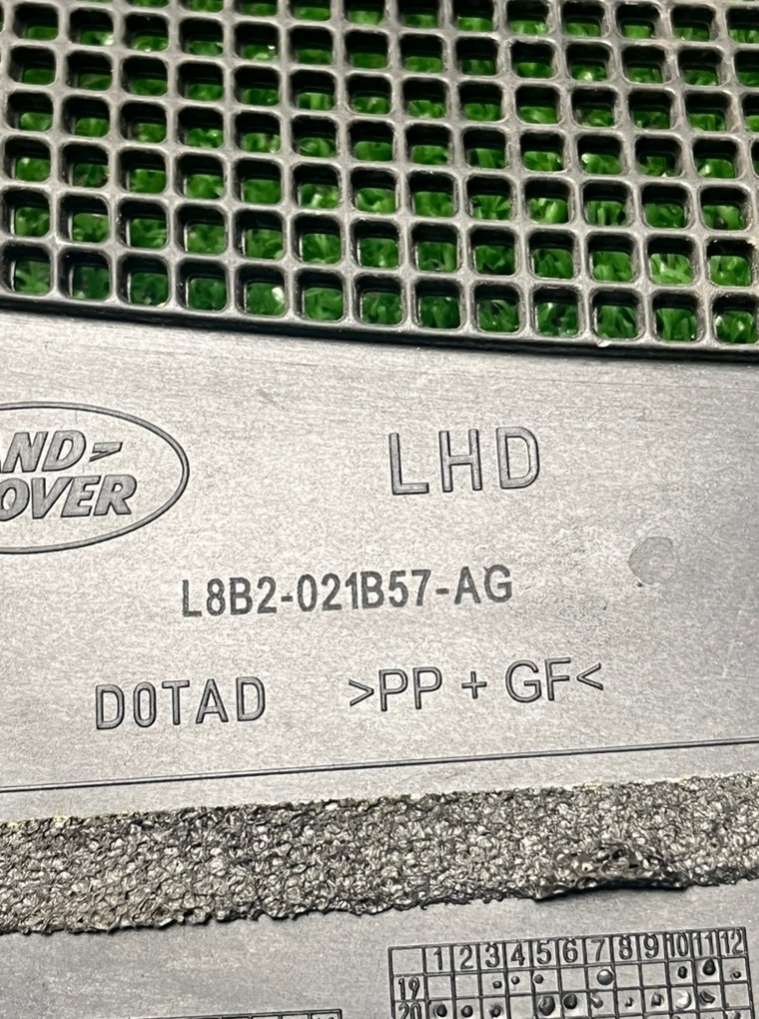 LHD
ND-
OVER
L8B2-021B57-AG
D0TAD >PP + GF<
1 2 3 4 5 6 7 8 9 10 11 12
19
20